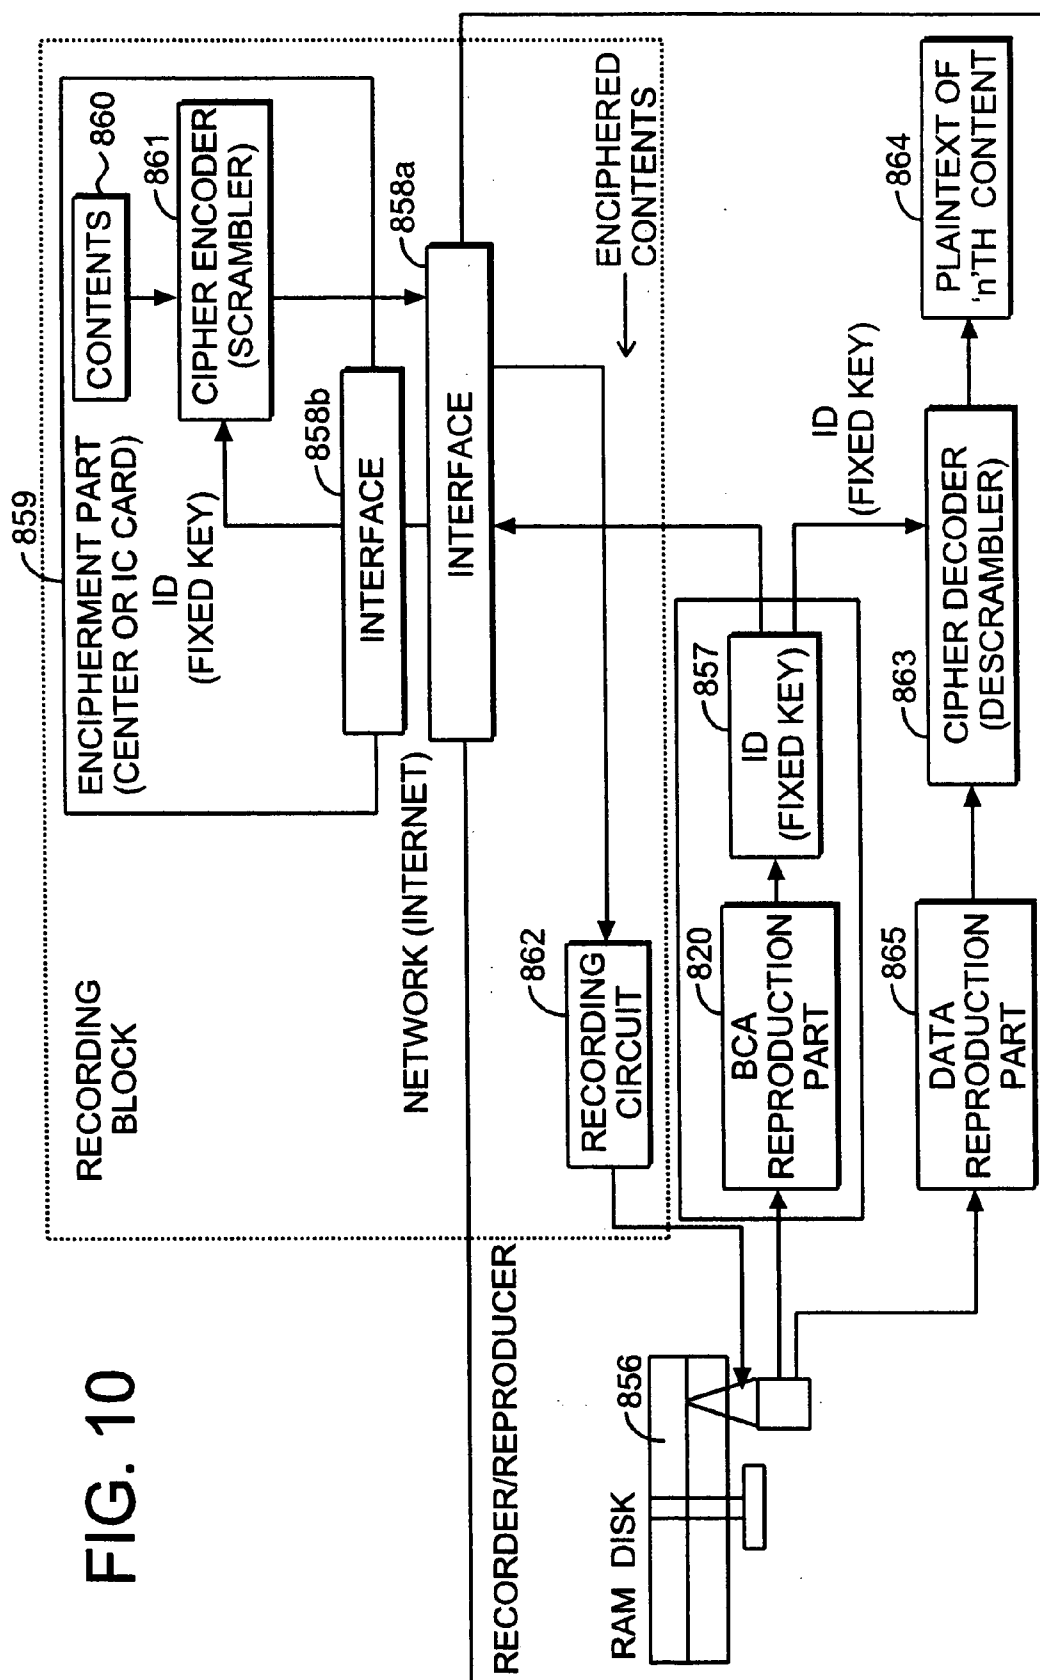 FIG. 10
RECORDING
BLOCK
859
ENCIPHERMENT PART
(CENTER OR IC CARD)
CONTENTS
860
ID
(FIXED KEY)
CIPHER ENCODER
(SCRAMBLER)
861
INTERFACE
858b
NETWORK (INTERNET)
INTERFACE
858a
RECORDER/REPRODUCER
RECORDING
CIRCUIT
862
ENCIPHERED
CONTENTS
RAM DISK
856
BCA
REPRODUCTION
PART
820
ID
(FIXED KEY)
857
ID
(FIXED KEY)
DATA
REPRODUCTION
PART
865
CIPHER DECODER
(DESCRAMBLER)
863
PLAINTEXT OF
'n'TH CONTENT
864